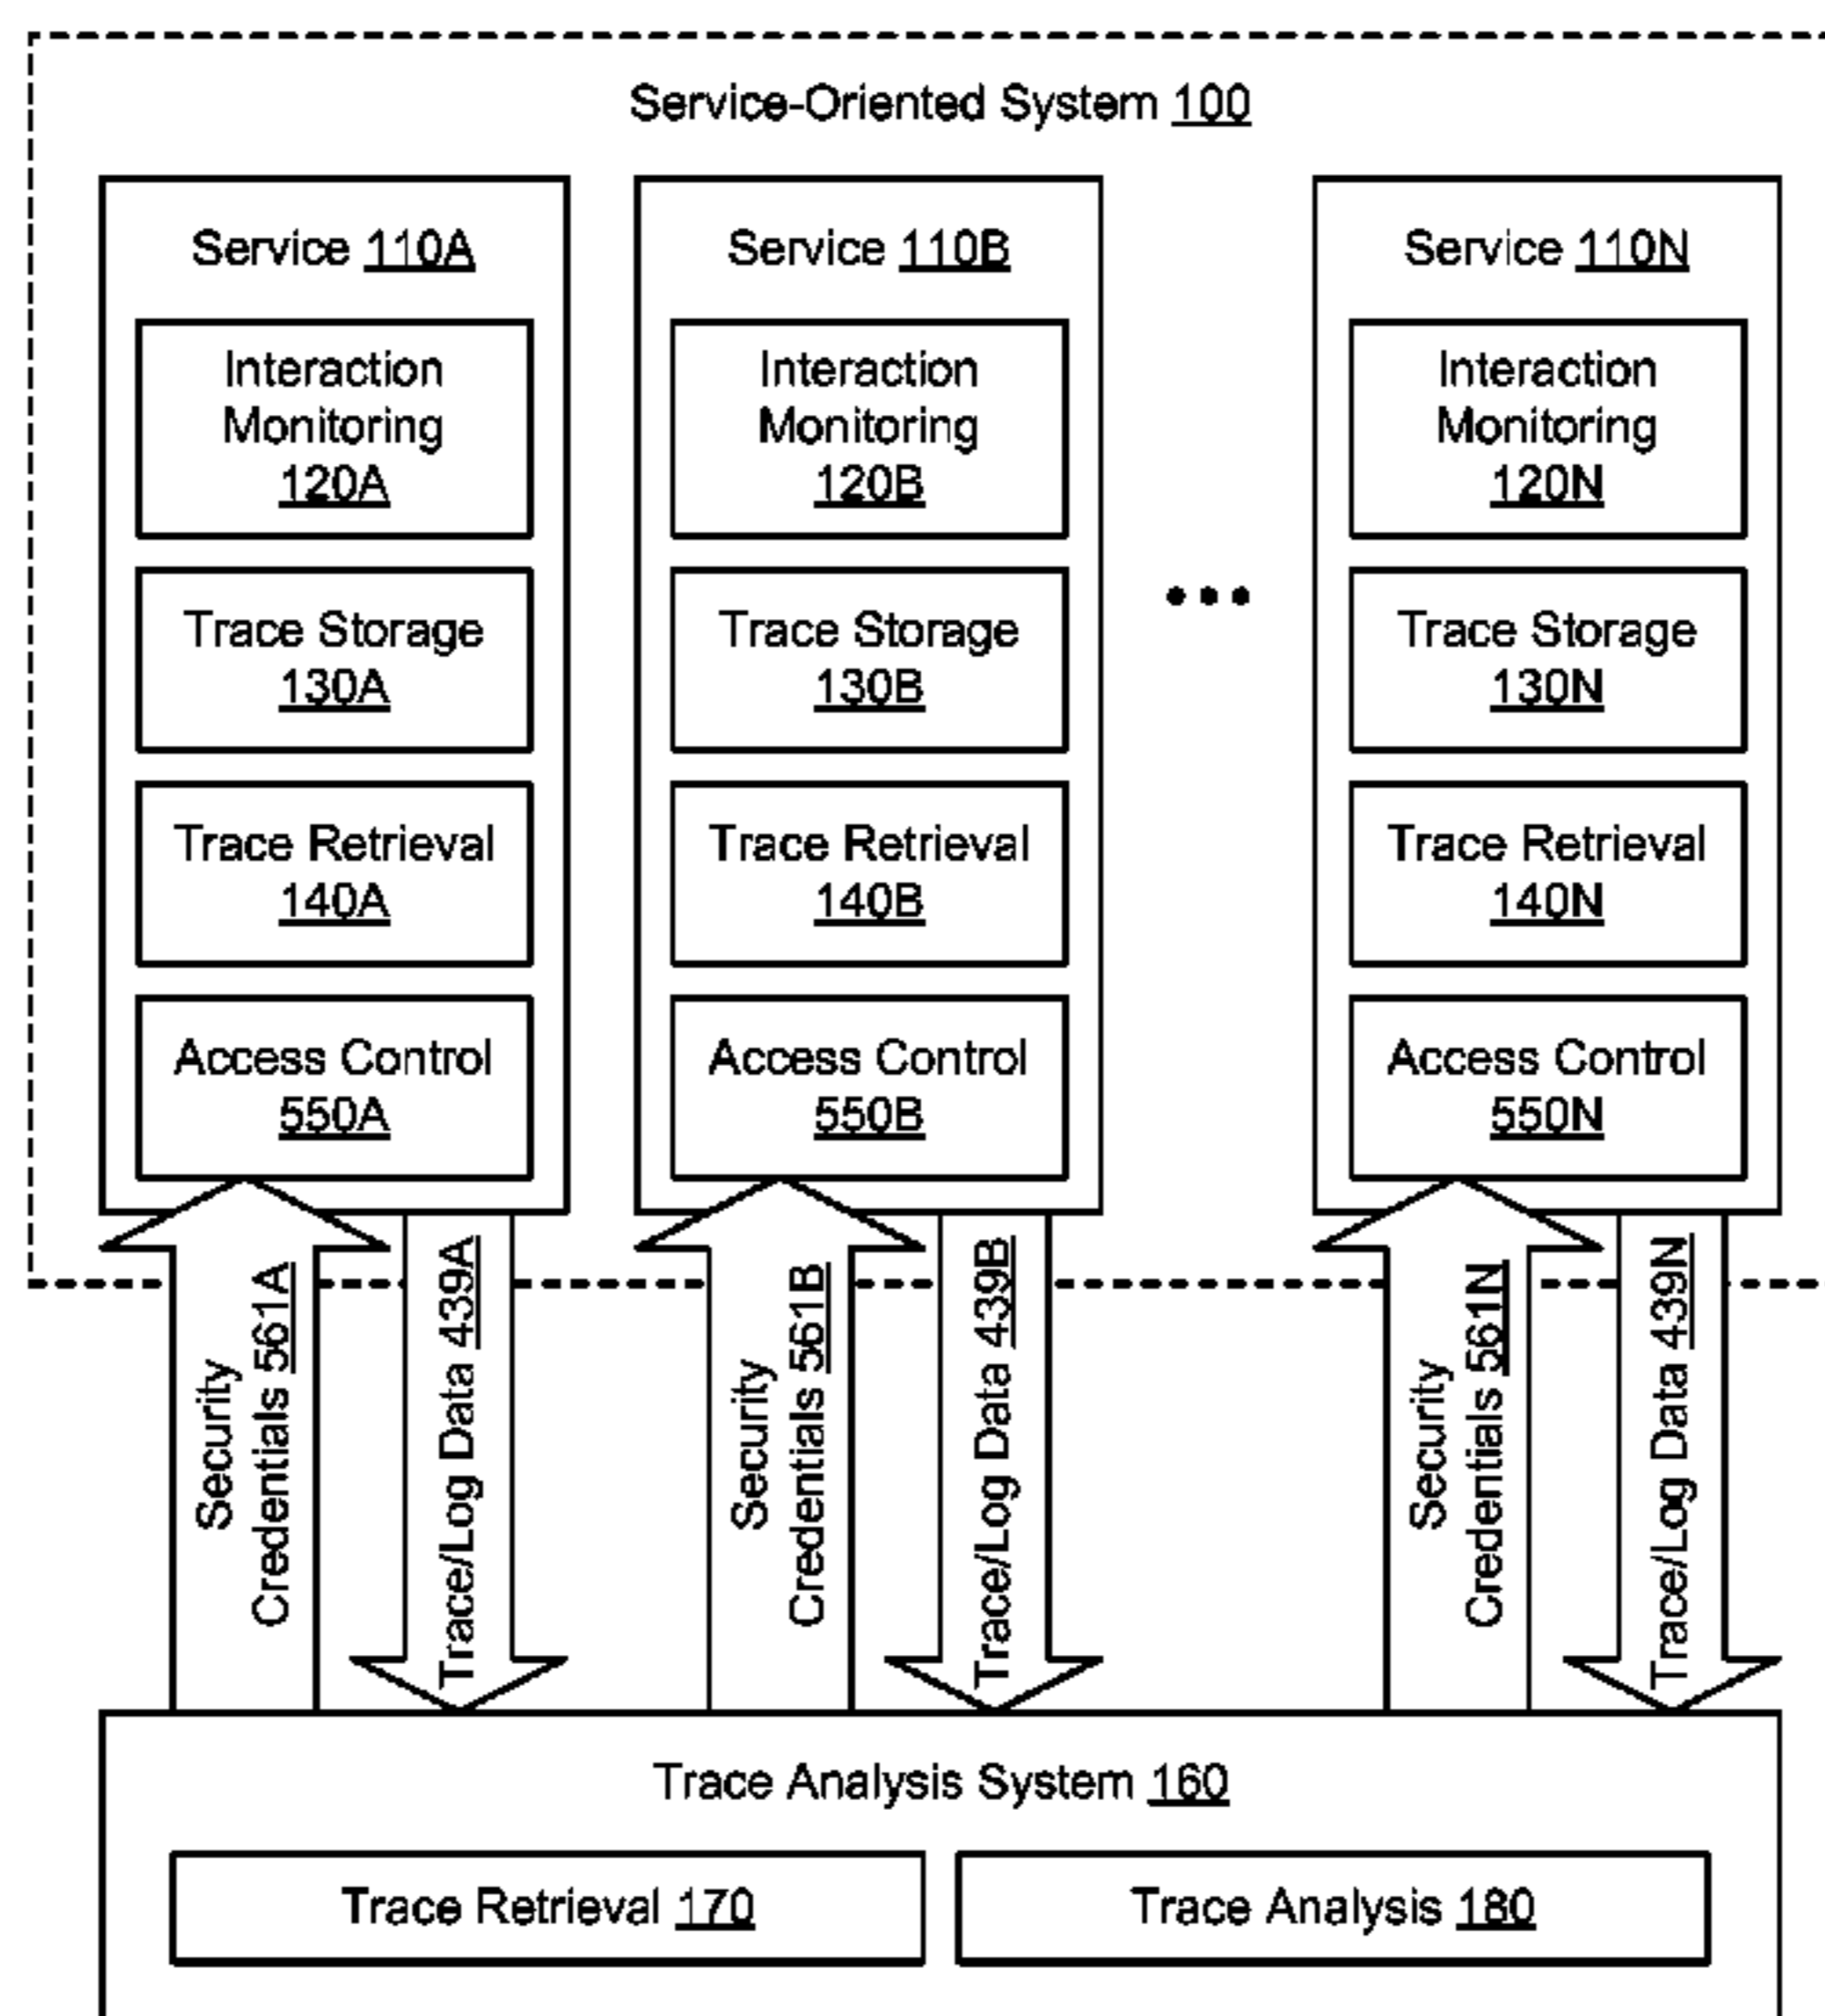 Service-Oriented System 100
Service 110A
Interaction
Monitoring
120A
Trace Storage
130A
Trace Retrieval
140A
Access Control
550A
Service 110B
Interaction
Monitoring
120B
Trace Storage
130B
Trace Retrieval
140B
Access Control
550B
•••
Service 110N
Interaction
Monitoring
120N
Trace Storage
130N
Trace Retrieval
140N
Access Control
550N
Security
Credentials 561A
Trace/Log Data 439A
Security
Credentials 561B
Trace/Log Data 439B
Security
Credentials 561N
Trace/Log Data 439N
Trace Analysis System 160
Trace Retrieval 170
Trace Analysis 180